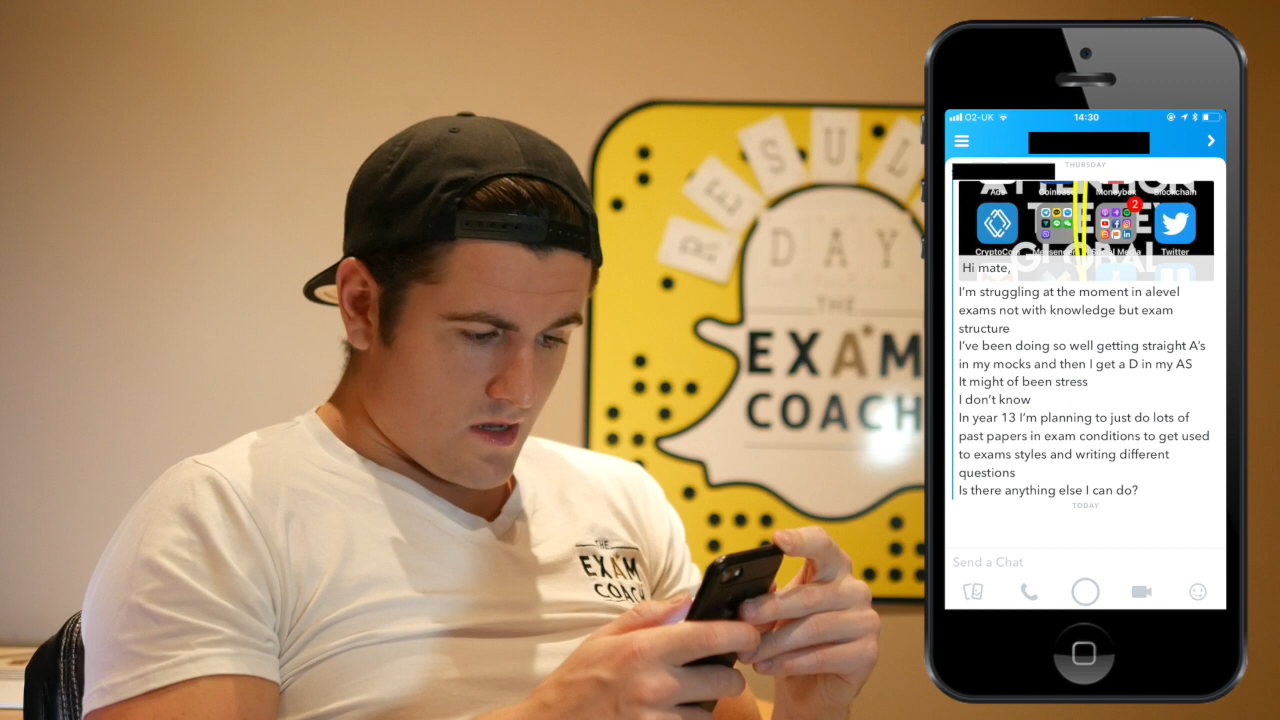 RESUL
DAY
THE
EXAM
COACH
THE
EXAM
COACH
O2-UK
14:30
THURSDAY
ATTENTION
Ads Coinbase Moneybox Blockchain
2
GLOBAL
Messenger Social Media Twitter
Hi mate,
I'm struggling at the moment in alevel
exams not with knowledge but exam
structure
I've been doing so well getting straight A's
in my mocks and then I get a D in my AS
It might of been stress
I don't know
In year 13 I'm planning to just do lots of
past papers in exam conditions to get used
to exams styles and writing different
questions
Is there anything else I can do?
TODAY
Send a Chat